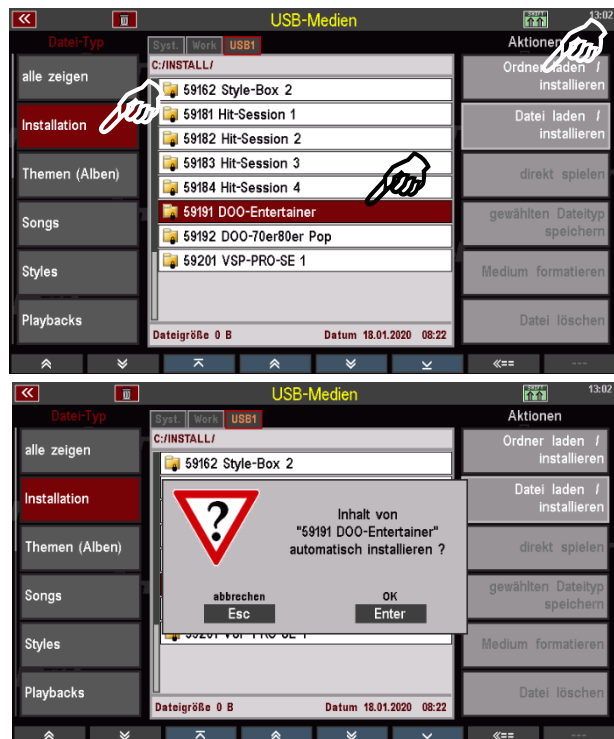 USB-Medien
13:02
Datei-Typ
Syst. Work USB1
Aktionen
alle zeigen
C:/INSTALL/
Ordner laden /
installieren
59162 Style-Box 2
Installation
59181 Hit-Session 1
Datei laden /
installieren
59182 Hit-Session 2
Themen (Alben)
59183 Hit-Session 3
direkt spielen
59184 Hit-Session 4
Songs
59191 DOO-Entertainer
gewählten Dateityp
speichern
59192 DOO-70er80er Pop
Styles
59201 VSP-PRO-SE 1
Medium formatieren
Playbacks
Datei löschen
Dateigröße 0 B Datum 18.01.2020 08:22
«== ---
USB-Medien
13:02
Datei-Typ
Syst. Work USB1
Aktionen
alle zeigen
C:/INSTALL/
Ordner laden /
installieren
59162 Style-Box 2
Installation
Datei laden /
installieren
Inhalt von
"59191 DOO-Entertainer"
automatisch installieren ?
Themen (Alben)
direkt spielen
abbrechen OK
Esc Enter
Songs
gewählten Dateityp
speichern
Styles
Medium formatieren
Playbacks
Datei löschen
Dateigröße 0 B Datum 18.01.2020 08:22
«== ---